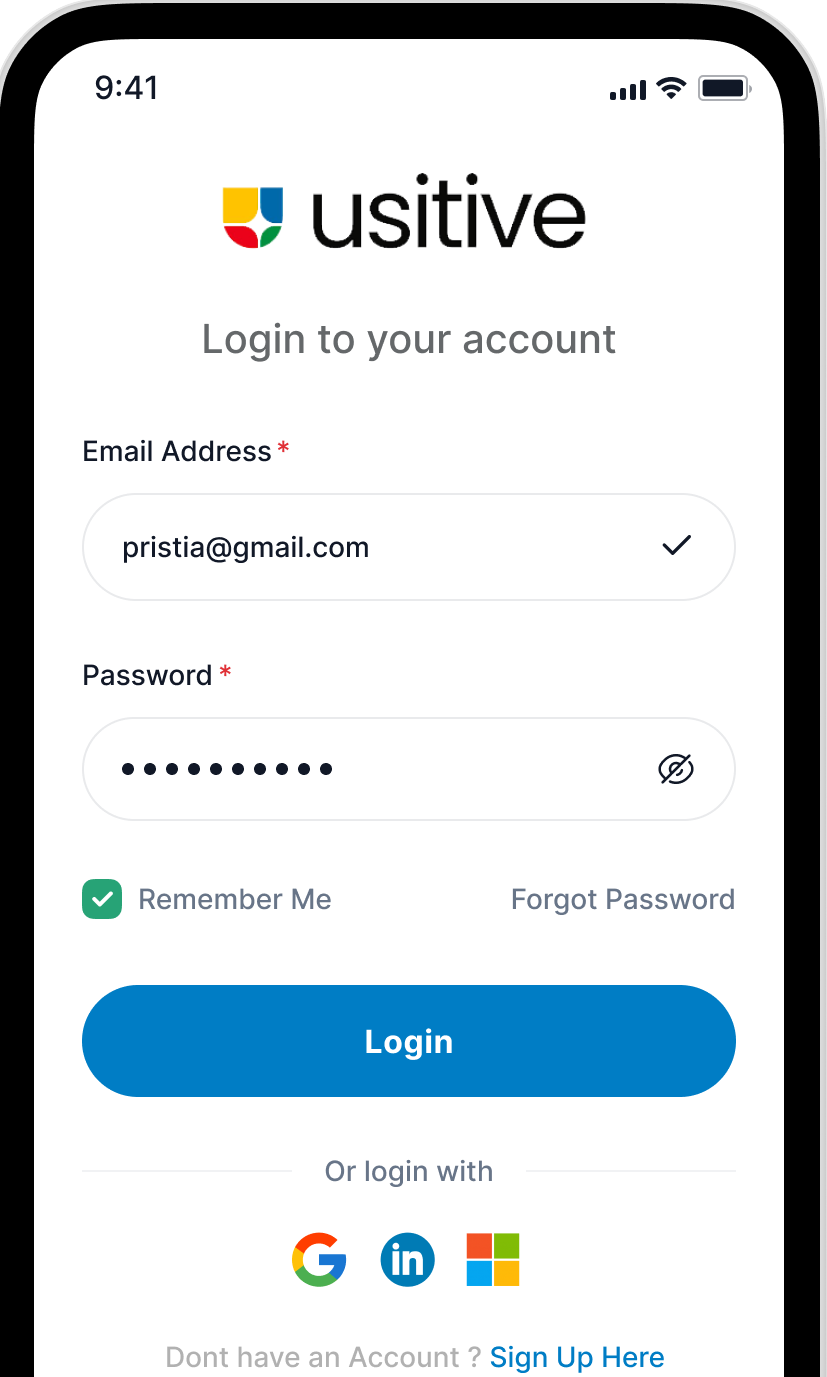 9:41
usitive
Login to your account
Email Address *
pristia@gmail.com
Password *
••••••••••
Remember Me
Forgot Password
Login
Or login with
in
Dont have an Account ? Sign Up Here